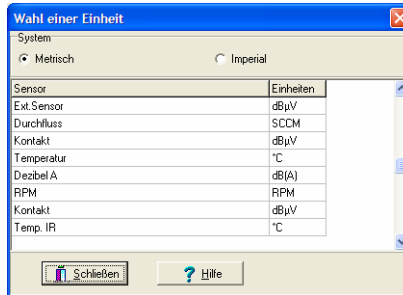 Wahl einer Einheit
System
Metrisch Imperial
Sensor Einheiten
Ext.Sensor dBµV
Durchfluss SCCM
Kontakt dBµV
Temperatur °C
Dezibel A dB(A)
RPM RPM
Kontakt dBµV
Temp. IR °C
Schließen Hilfe